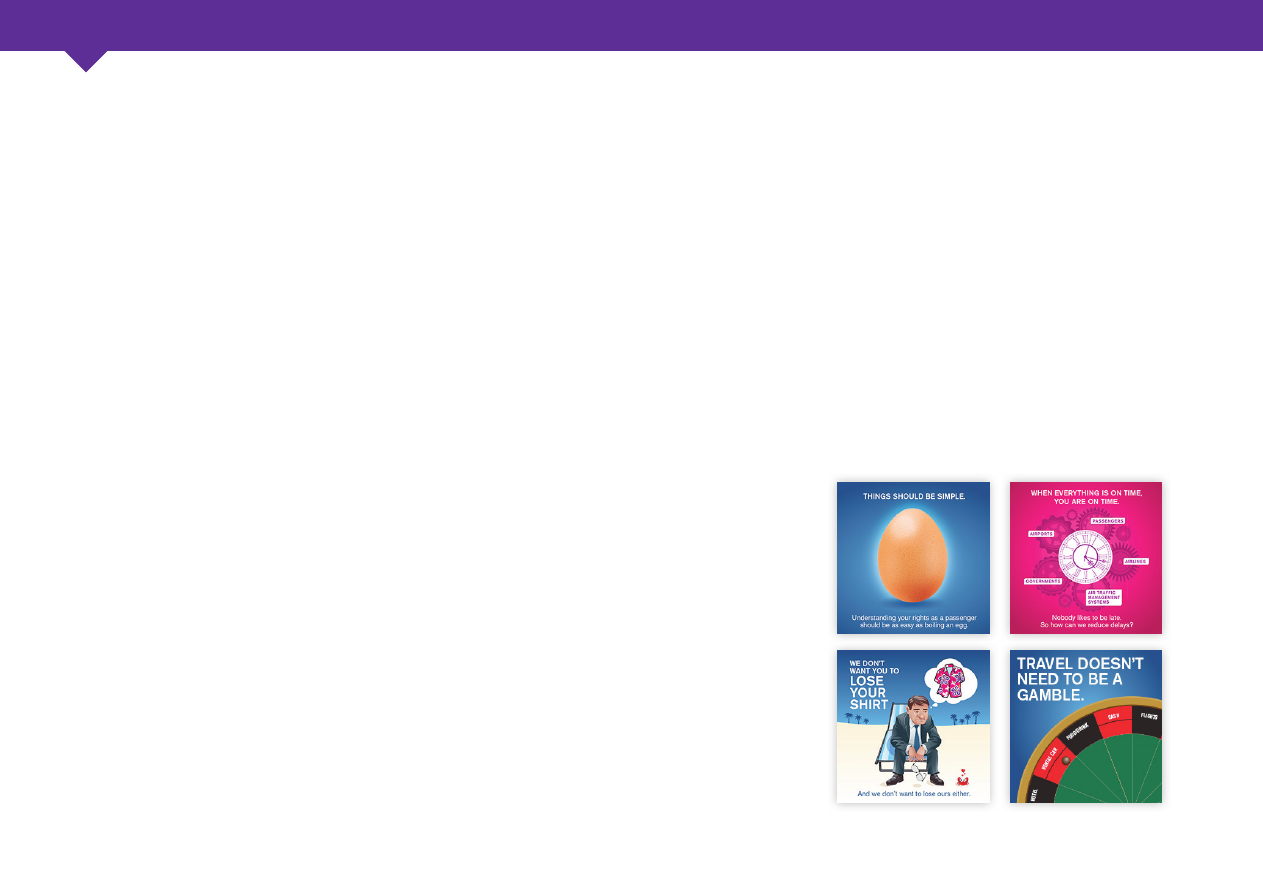 THINGS SHOULD BE SIMPLE.
Understanding your rights as a passenger
should be as easy as boiling an egg.
WHEN EVERYTHING IS ON TIME,
YOU ARE ON TIME.
PASSENGERS
AIRPORTS
AIRLINES
GOVERNMENTS
AIR TRAFFIC
MANAGEMENT
SYSTEMS
Nobody likes to be late.
So how can we reduce delays?
WE DON'T
WANT YOU TO
LOSE
YOUR
SHIRT
And we don't want to lose ours either.
TRAVEL DOESN'T
NEED TO BE A
GAMBLE.
HOTEL
RENTAL CAR
FOOD/DRINK
CASH
FLIGHTS